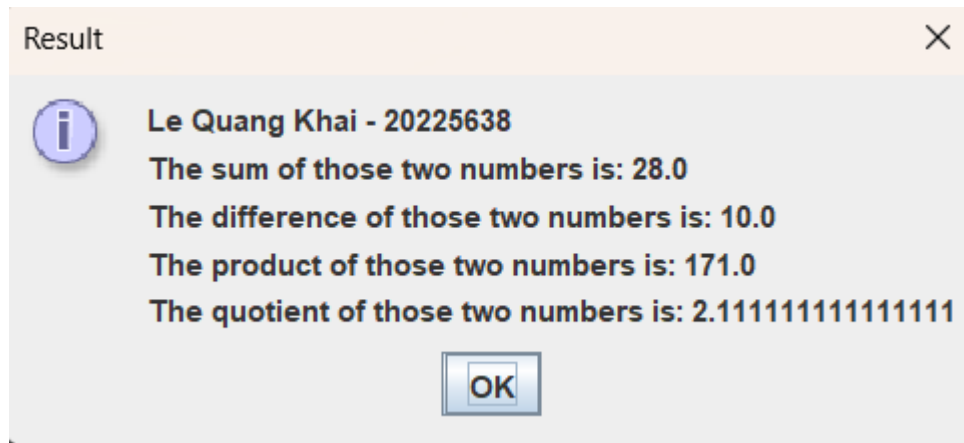 Result
Le Quang Khai - 20225638
The sum of those two numbers is: 28.0
The difference of those two numbers is: 10.0
The product of those two numbers is: 171.0
The quotient of those two numbers is: 2.111111111111111
OK